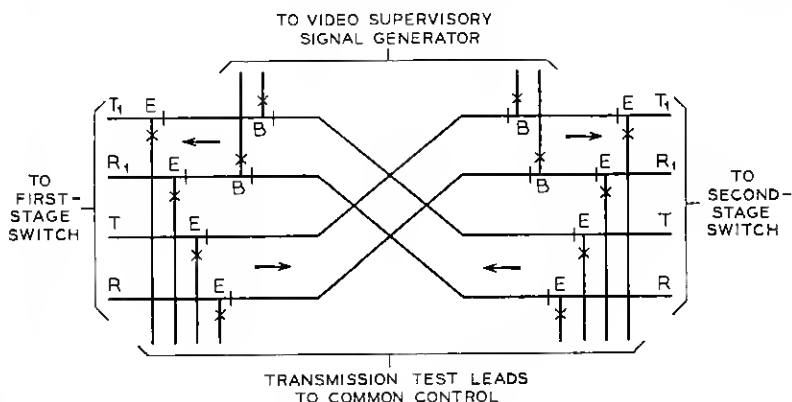 TO VIDEO SUPERVISORY
SIGNAL GENERATOR
T1 E E T1
B B
R1 E E R1
B B
TO
FIRST-
STAGE
SWITCH
TO
SECOND-
STAGE
SWITCH
T E E T
R E E R
TRANSMISSION TEST LEADS
TO COMMON CONTROL